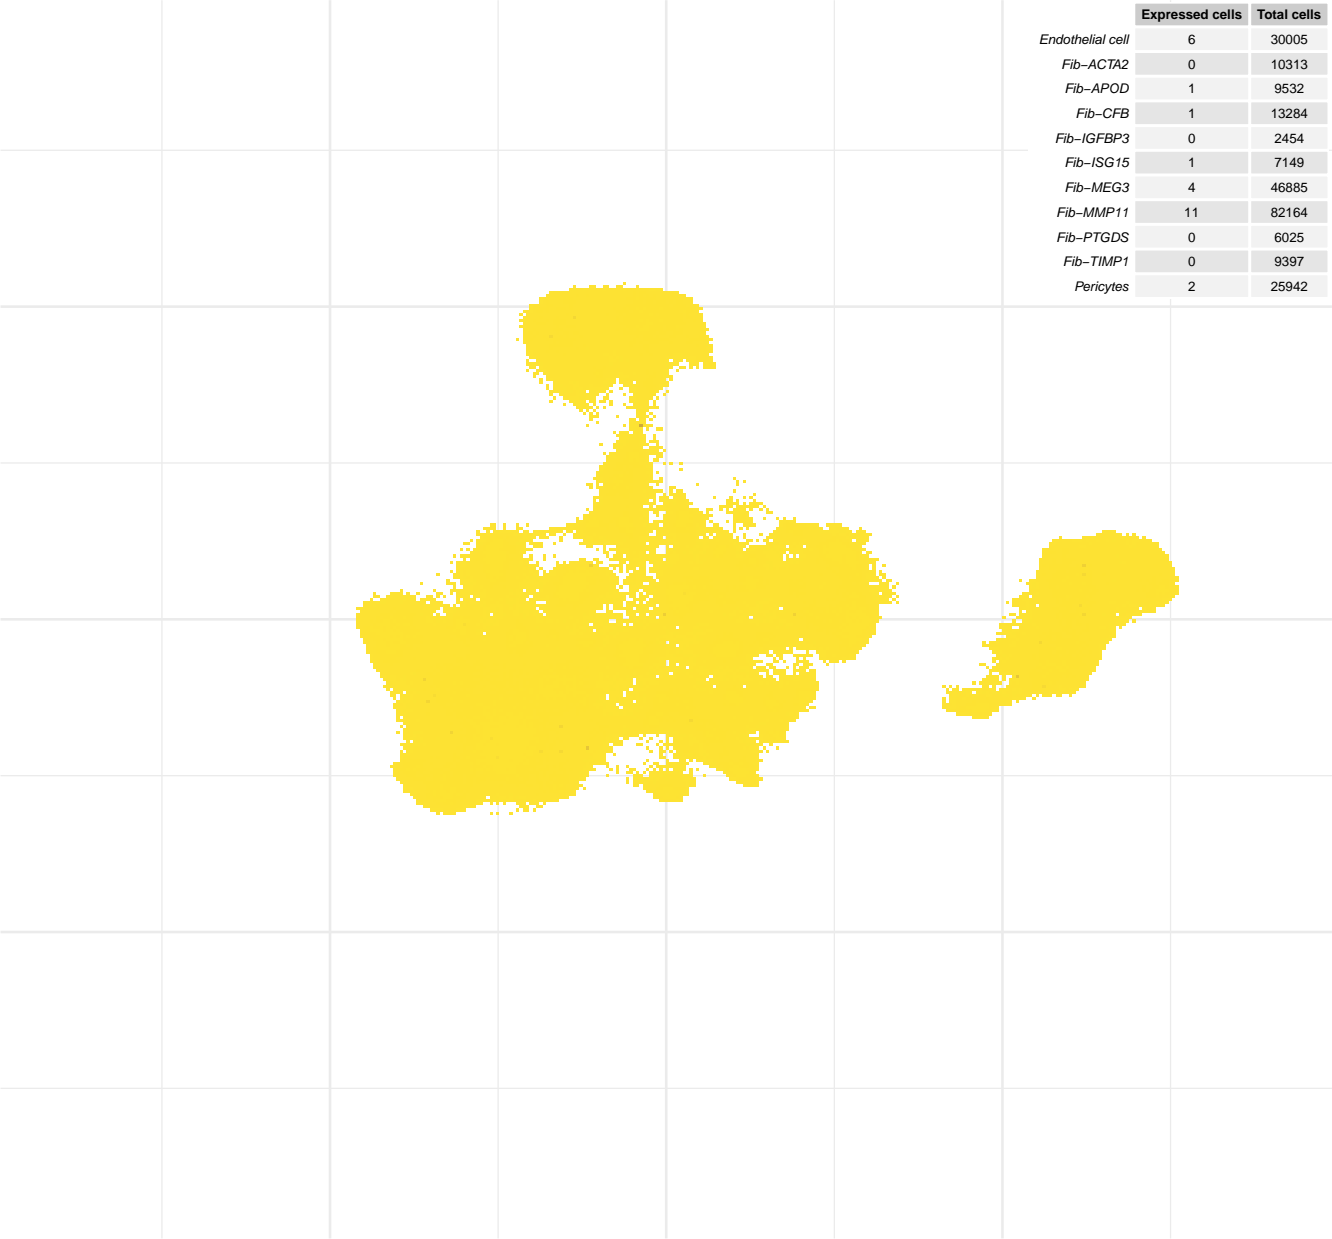 Expressed cells Total cells
Endothelial cell 6 30005
Fib−ACTA2 0 10313
Fib−APOD 1 9532
Fib−CFB 1 13284
Fib−IGFBP3 0 2454
Fib−ISG15 1 7149
Fib−MEG3 4 46885
Fib−MMP11 11 82164
Fib−PTGDS 0 6025
Fib−TIMP1 0 9397
Pericytes 2 25942